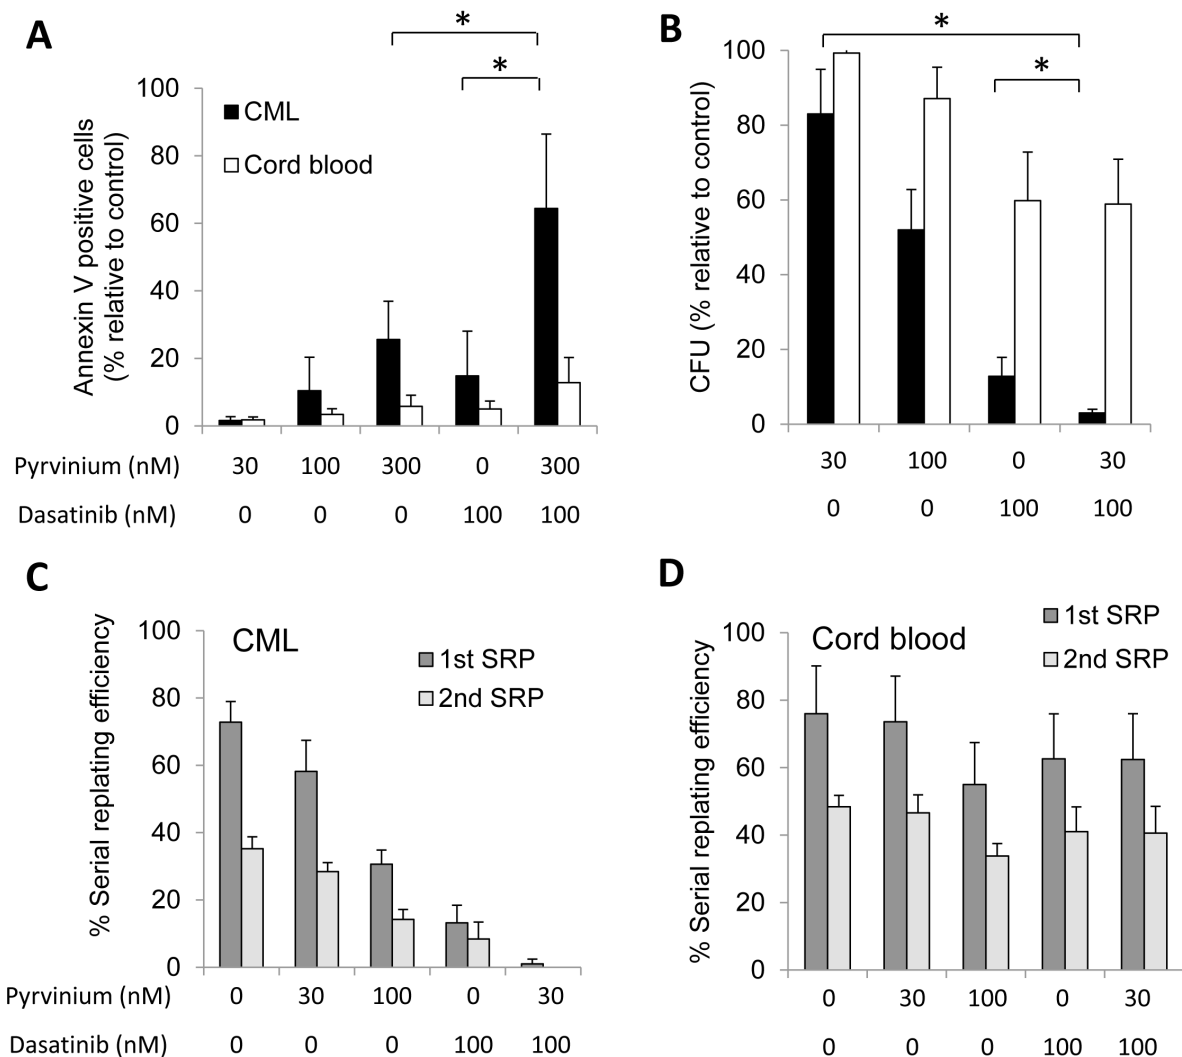 A
*
*
Annexin V positive cells
(% relative to control)
100
80
60
40
20
0
CML
Cord blood
Pyrvinium (nM)
30 100 300 0 300
Dasatinib (nM)
0 0 0 100 100
B
*
*
CFU (% relative to control)
100
80
60
40
20
0
30 100 0 30
0 0 100 100
C
% Serial replating efficiency
100
80
60
40
20
0
CML
1st SRP
2nd SRP
Pyrvinium (nM)
0 30 100 0 30
Dasatinib (nM)
0 0 0 100 100
D
% Serial replating efficiency
100
80
60
40
20
0
Cord blood
1st SRP
2nd SRP
0 30 100 0 30
0 0 0 100 100